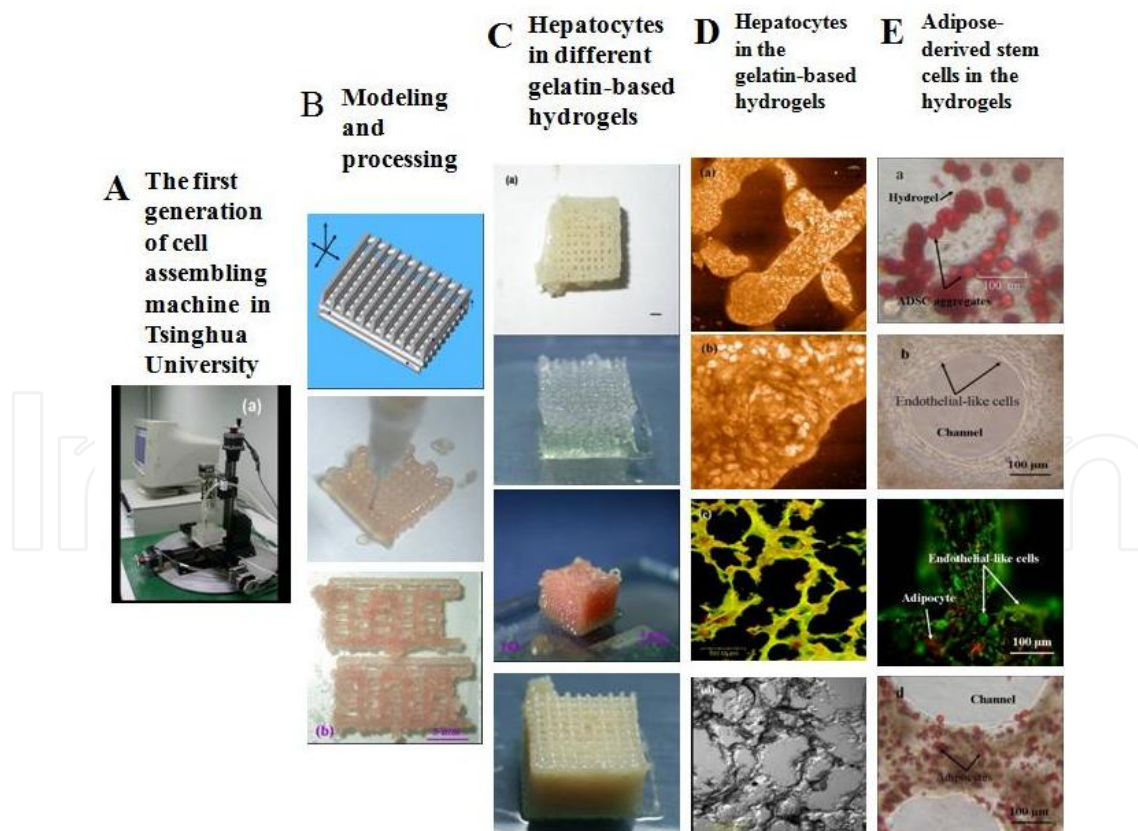 A
The first
generation
of cell
assembling
machine in
Tsinghua
University
(a)
B
Modeling
and
processing
(b)
C
Hepatocytes
in different
gelatin-based
hydrogels
(a)
D
Hepatocytes
in the
gelatin-based
hydrogels
(a)
(b)
(c)
(d)
E
Adipose-
derived stem
cells in the
hydrogels
a
Hydrogel
100 um
ADSC aggregates
b
Endothelial-like cells
Channel
100 μm
Endothelial-like cells
Adipocyte
100 μm
d
Channel
Adipocytes
100 μm